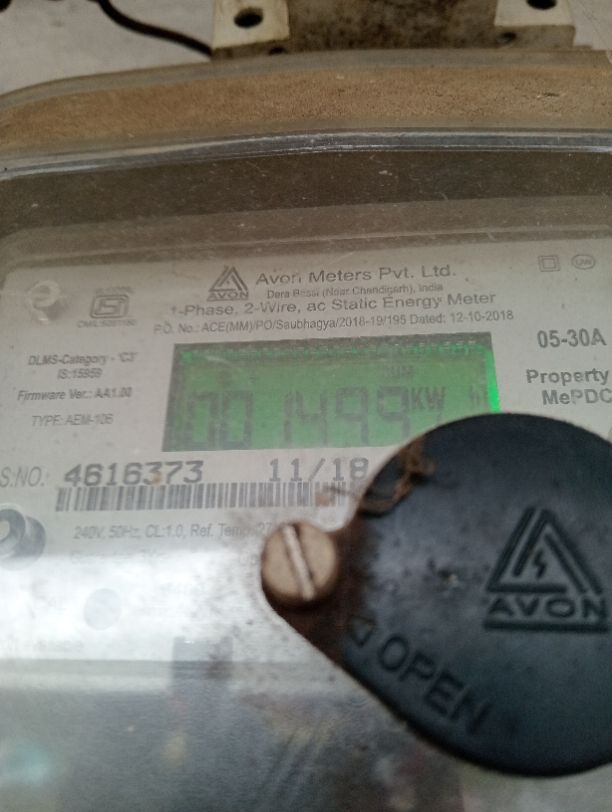 Avon Meters Pvt. Ltd.
AVON
Dera Bassi (Near Chandigarh), India
1-Phase, 2-Wire, ac Static Energy Meter
P.O. No.: ACE(MM)/PO/Saubhagya/2018-19/195 Dated: 12-10-2018
05-30A
DLMS-Category - 'C3'
IS:15959
Property
MePDC
Firmware Ver.: AA1.00
TYPE: AEM-106
001499 KW
S.NO.: 4616373 11/18
240V, 50Hz, CL:1.0, Ref. Temp.
AVON
OPEN